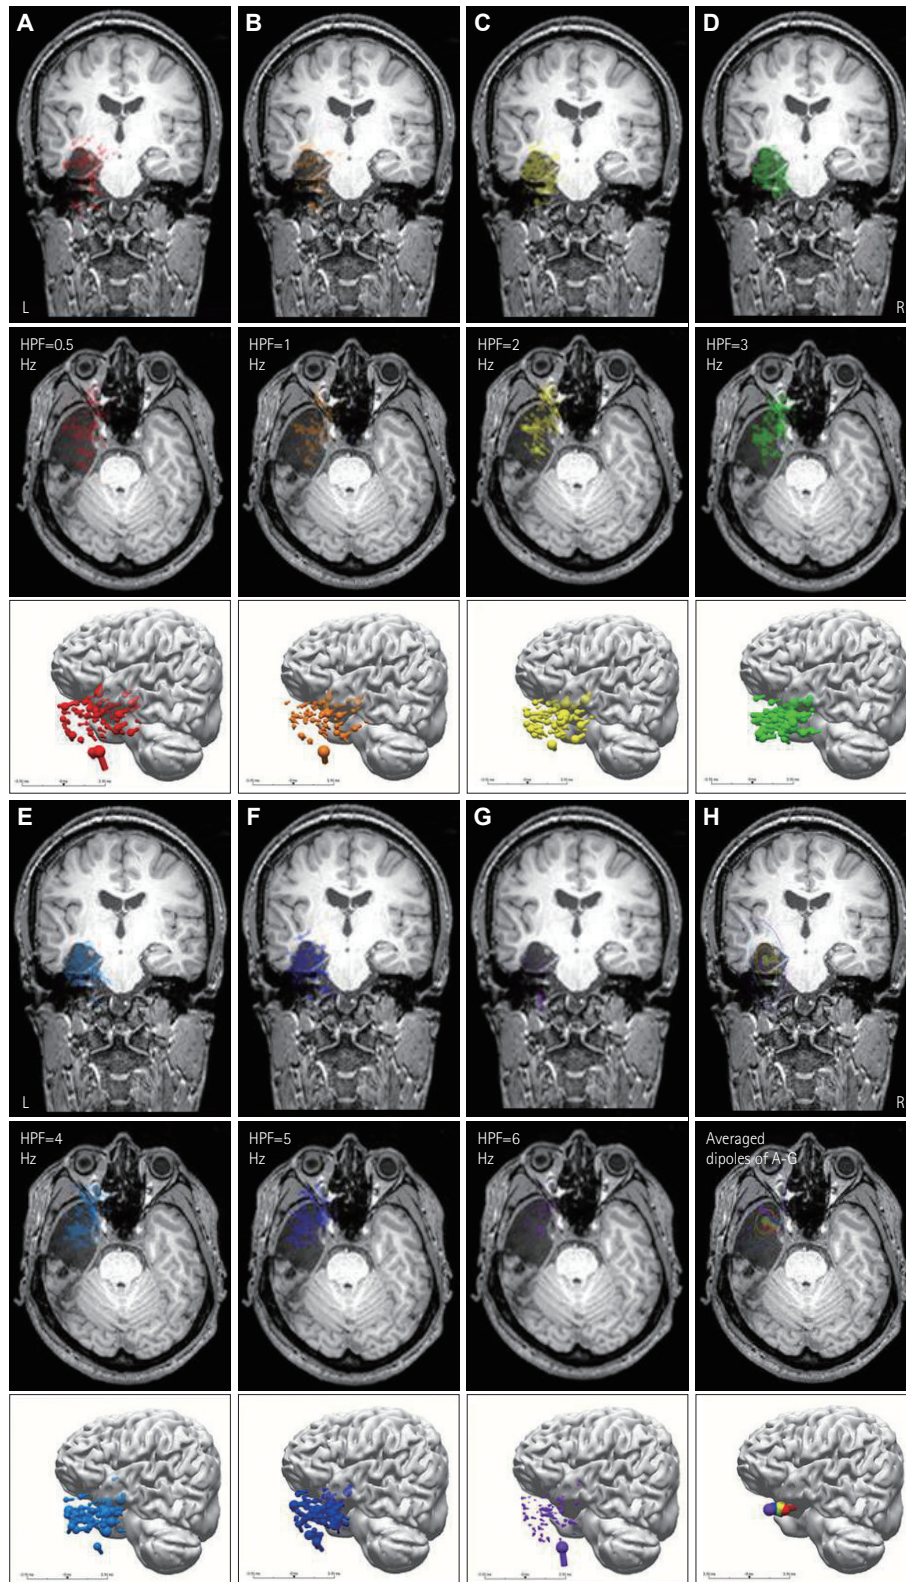 A
B
C
D
L
R
HPF=0.5
Hz
HPF=1
Hz
HPF=2
Hz
HPF=3
Hz
E
F
G
H
L
R
HPF=4
Hz
HPF=5
Hz
HPF=6
Hz
Averaged
dipoles of A-G